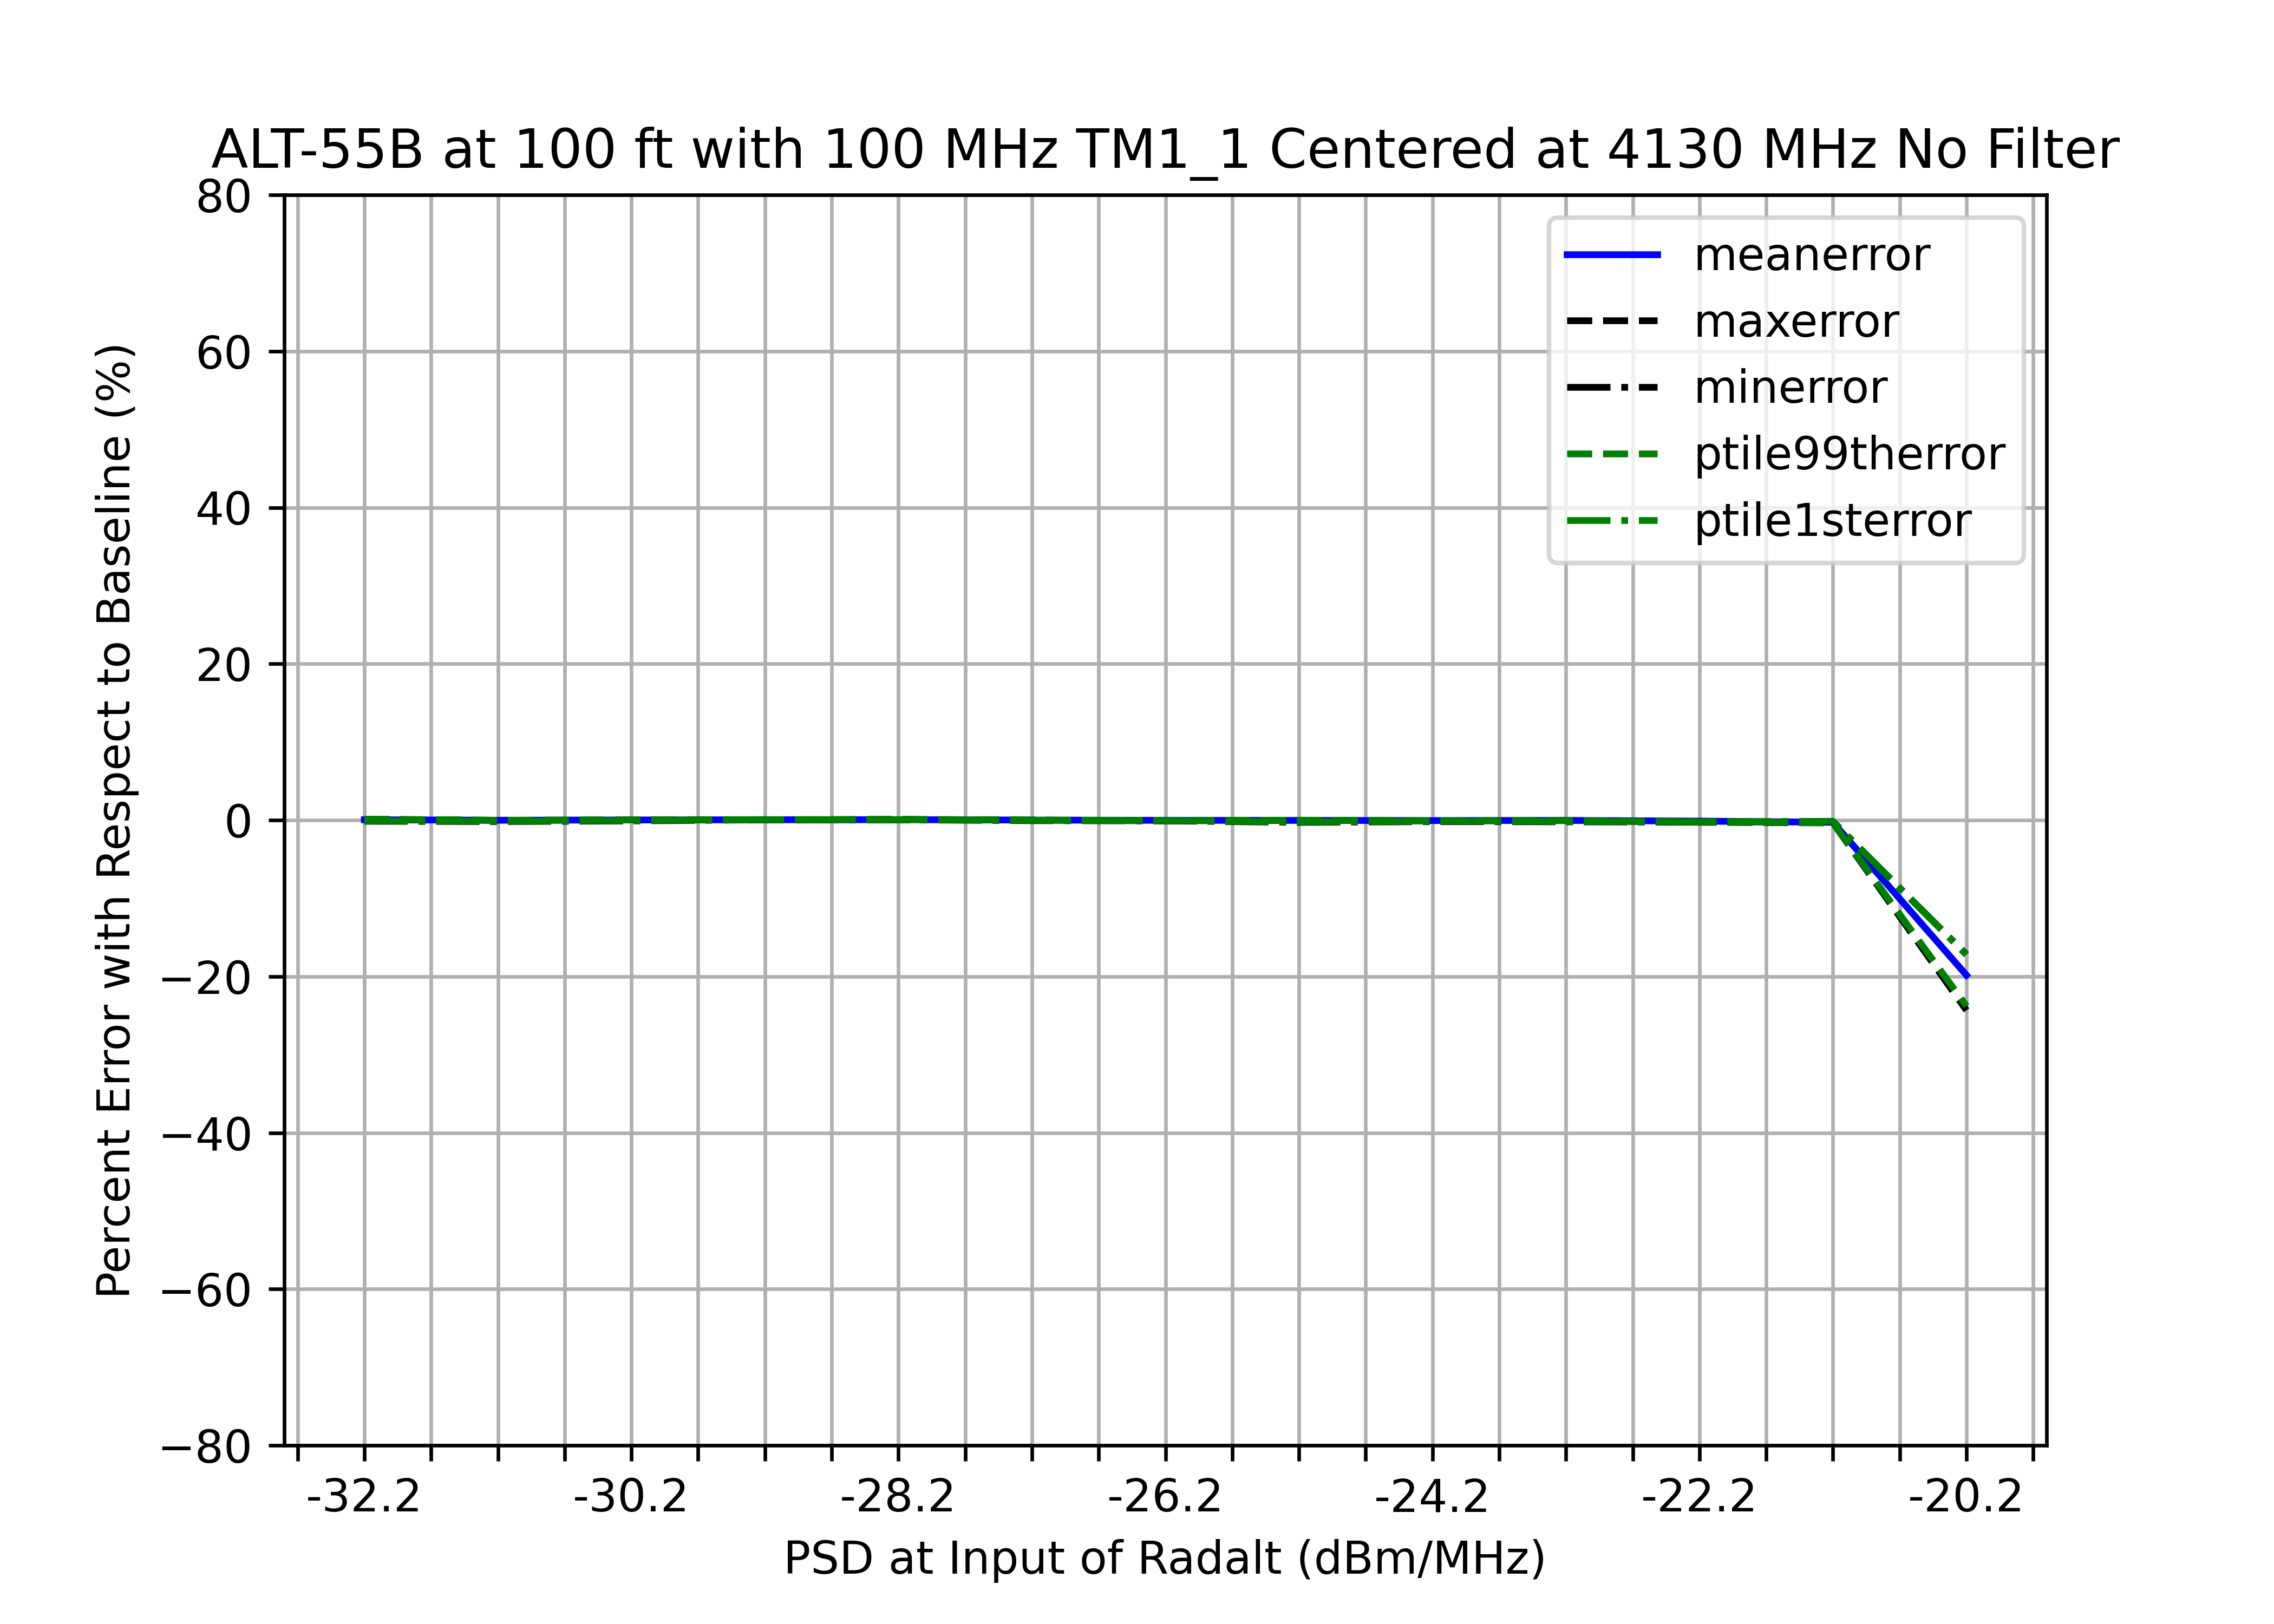 ALT-55B at 100 ft with 100 MHz TM1_1 Centered at 4130 MHz No Filter
80
60
40
20
0
−20
−40
−60
−80
Percent Error with Respect to Baseline (%)
meanerror
maxerror
minerror
ptile99therror
ptile1sterror
-32.2 -30.2 -28.2 -26.2 -24.2 -22.2 -20.2
PSD at Input of Radalt (dBm/MHz)